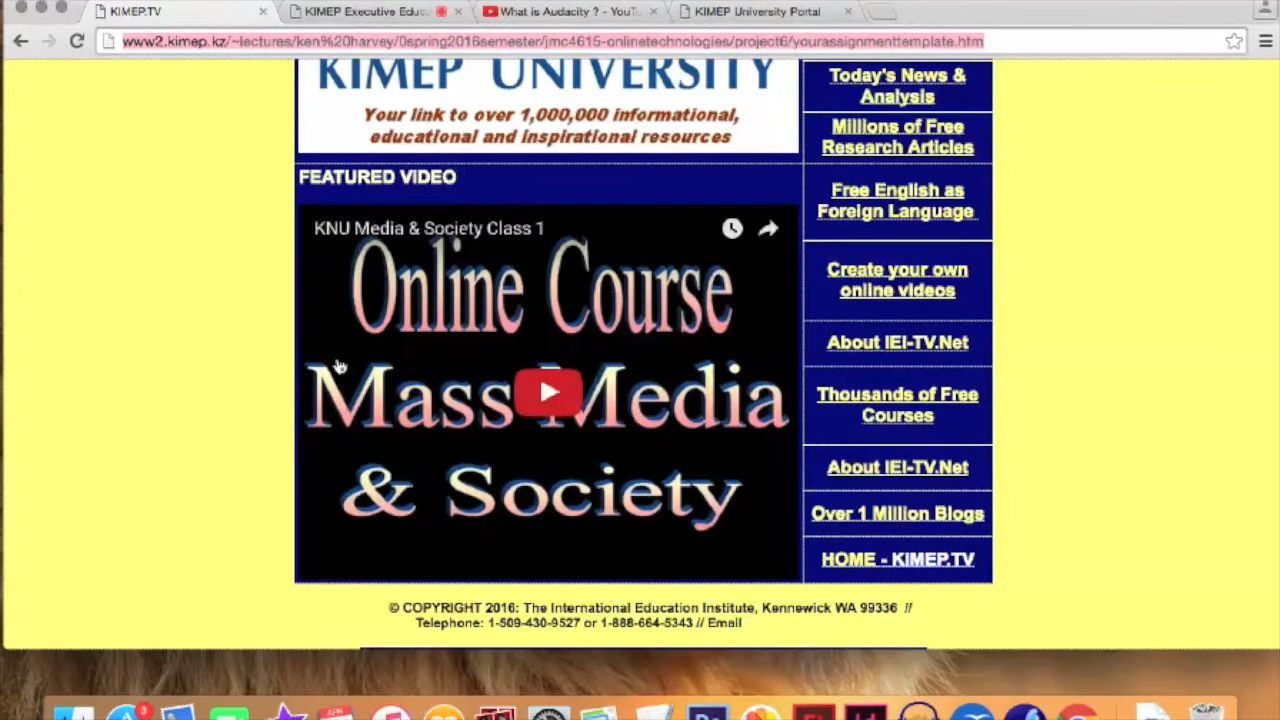 KIMEP.TV
KIMEP Executive Educ
What is Audacity ? - YouTu
KIMEP University Portal
www2.kimep.kz/~lectures/ken%20harvey/0spring2016semester/jmc4615-onlinetechnologies/project6/yourassignmenttemplate.htm
KIMEP UNIVERSITY
Your link to over 1,000,000 informational,
educational and inspirational resources
FEATURED VIDEO
KNU Media & Society Class 1
Online Course
Mass Media
& Society
Today's News &
Analysis
Millions of Free
Research Articles
Free English as
Foreign Language
Create your own
online videos
About IEI-TV.Net
Thousands of Free
Courses
About IEI-TV.Net
Over 1 Million Blogs
HOME - KIMEP.TV
© COPYRIGHT 2016: The International Education Institute, Kennewick WA 99336 //
Telephone: 1-509-430-9527 or 1-888-664-5343 // Email
3
APR
Ps
Fl
Id